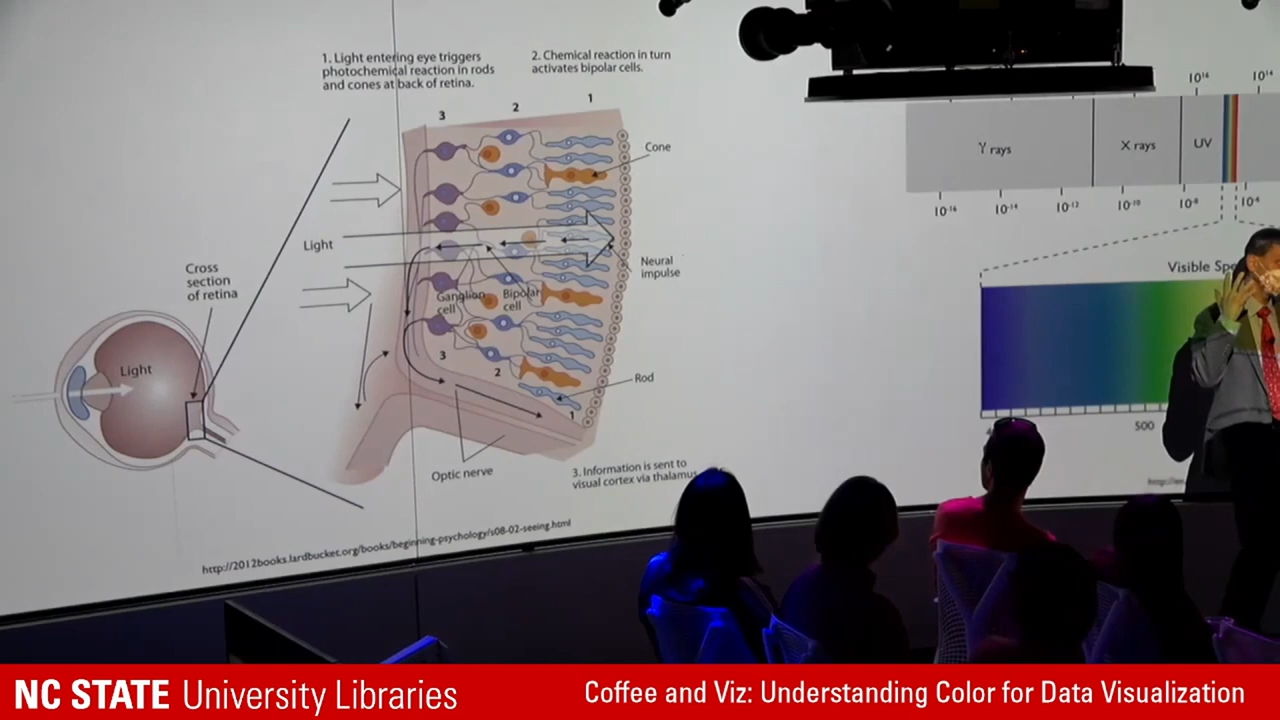 1. Light entering eye triggers
photochemical reaction in rods
and cones at back of retina.
2. Chemical reaction in turn
activates bipolar cells.
3
2
1
Cone
Light
Neural
impulse
Cross
section
of retina
Ganglion
cell
Bipolar
cell
Light
3
2
1
Rod
Optic nerve
3. Information is sent to
visual cortex via thalamus
http://2012books.lardbucket.org/books/beginning-psychology/s08-02-seeing.html
10¹⁶
10¹⁴
γ rays
X rays
UV
10⁻¹⁶
10⁻¹⁴
10⁻¹²
10⁻¹⁰
10⁻⁸
10⁻⁶
Visible
500
NC STATE University Libraries
Coffee and Viz: Understanding Color for Data Visualization